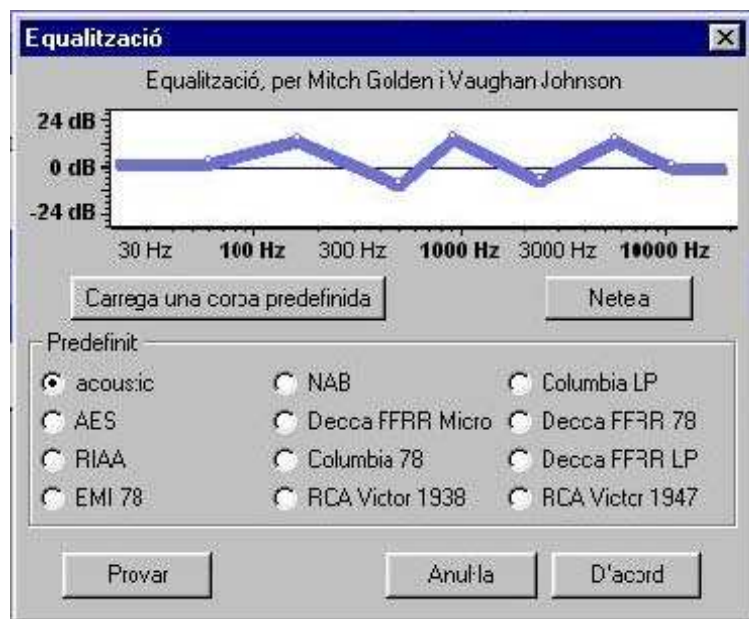 Equalització
Equalització, per Mitch Golden i Vaughan Johnson
24 dB
0 dB
-24 dB
30 Hz 100 Hz 300 Hz 1000 Hz 3000 Hz 10000 Hz
Carrega una corba predefinida Neteja
Predefinit
acoustic NAB Columbia LP
AES Decca FFRR Micro Decca FFRR 78
RIAA Columbia 78 Decca FFRR LP
EMI 78 RCA Victor 1938 RCA Victor 1947
Provar Anul·la D'acord